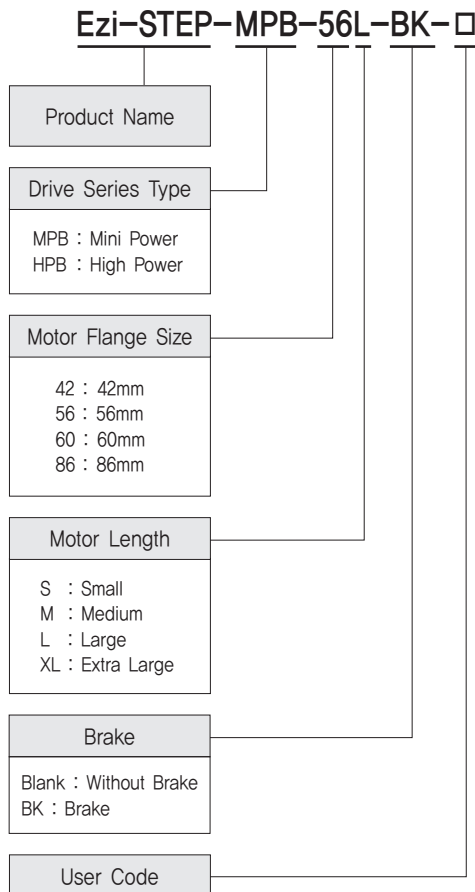 Ezi-STEP-MPB-56L-BK-□
Product Name
Drive Series Type
MPB : Mini Power
HPB : High Power
Motor Flange Size
42 : 42mm
56 : 56mm
60 : 60mm
86 : 86mm
Motor Length
S : Small
M : Medium
L : Large
XL : Extra Large
Brake
Blank : Without Brake
BK : Brake
User Code